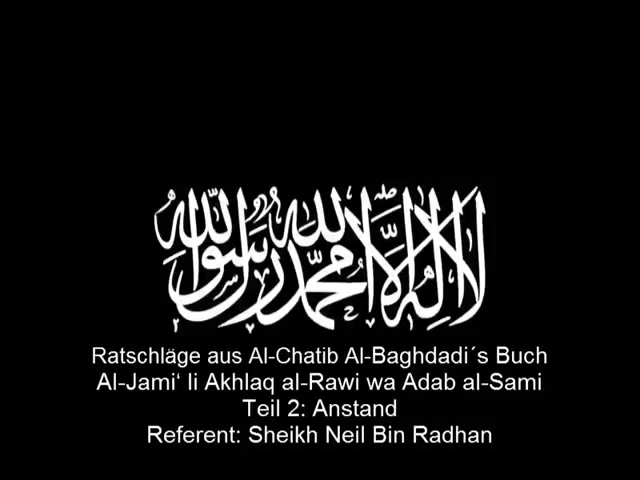 لا إله إلا الله محمد رسول الله
Ratschläge aus Al-Chatib Al-Baghdadi´s Buch
Al-Jami‘ li Akhlaq al-Rawi wa Adab al-Sami
Teil 2: Anstand
Referent: Sheikh Neil Bin Radhan